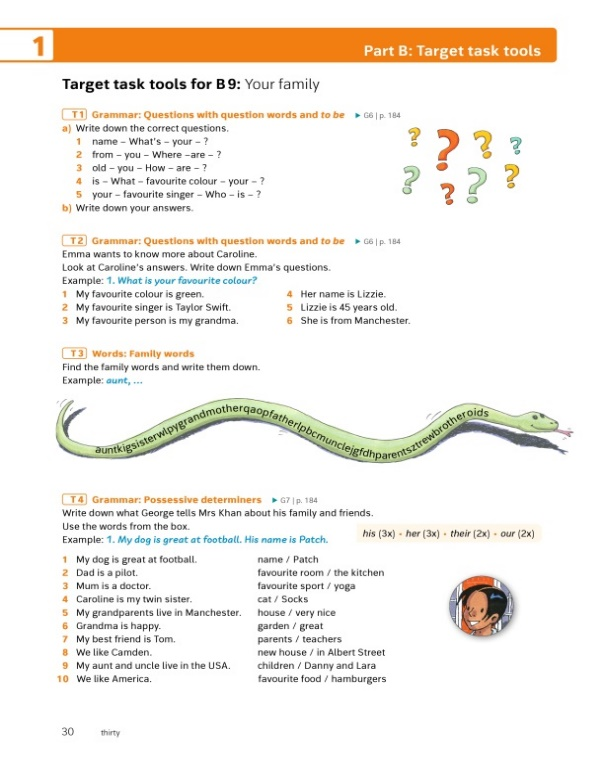 1
Part B: Target task tools
Target task tools for B 9: Your family
T1 Grammar: Questions with question words and to be ► G6 | p. 184
a) Write down the correct questions.
1 name – What's – your – ?
2 from – you – Where –are – ?
3 old – you – How – are – ?
4 is – What – favourite colour – your – ?
5 your – favourite singer – Who – is – ?
b) Write down your answers.
? ? ? ? ? ? ? ?
T2 Grammar: Questions with question words and to be ► G6 | p. 184
Emma wants to know more about Caroline.
Look at Caroline's answers. Write down Emma's questions.
Example: 1. What is your favourite colour?
1 My favourite colour is green.
2 My favourite singer is Taylor Swift.
3 My favourite person is my grandma.
4 Her name is Lizzie.
5 Lizzie is 45 years old.
6 She is from Manchester.
T3 Words: Family words
Find the family words and write them down.
Example: aunt, ...
auntkigsisterwlpygrandmotherqaopfatherlpbcmunclejgfdhparentsztrewbrotheroids
T4 Grammar: Possessive determiners ► G7 | p. 184
Write down what George tells Mrs Khan about his family and friends.
Use the words from the box.
Example: 1. My dog is great at football. His name is Patch.
his (3x) • her (3x) • their (2x) • our (2x)
1 My dog is great at football. name / Patch
2 Dad is a pilot. favourite room / the kitchen
3 Mum is a doctor. favourite sport / yoga
4 Caroline is my twin sister. cat / Socks
5 My grandparents live in Manchester. house / very nice
6 Grandma is happy. garden / great
7 My best friend is Tom. parents / teachers
8 We like Camden. new house / in Albert Street
9 My aunt and uncle live in the USA. children / Danny and Lara
10 We like America. favourite food / hamburgers
30 thirty